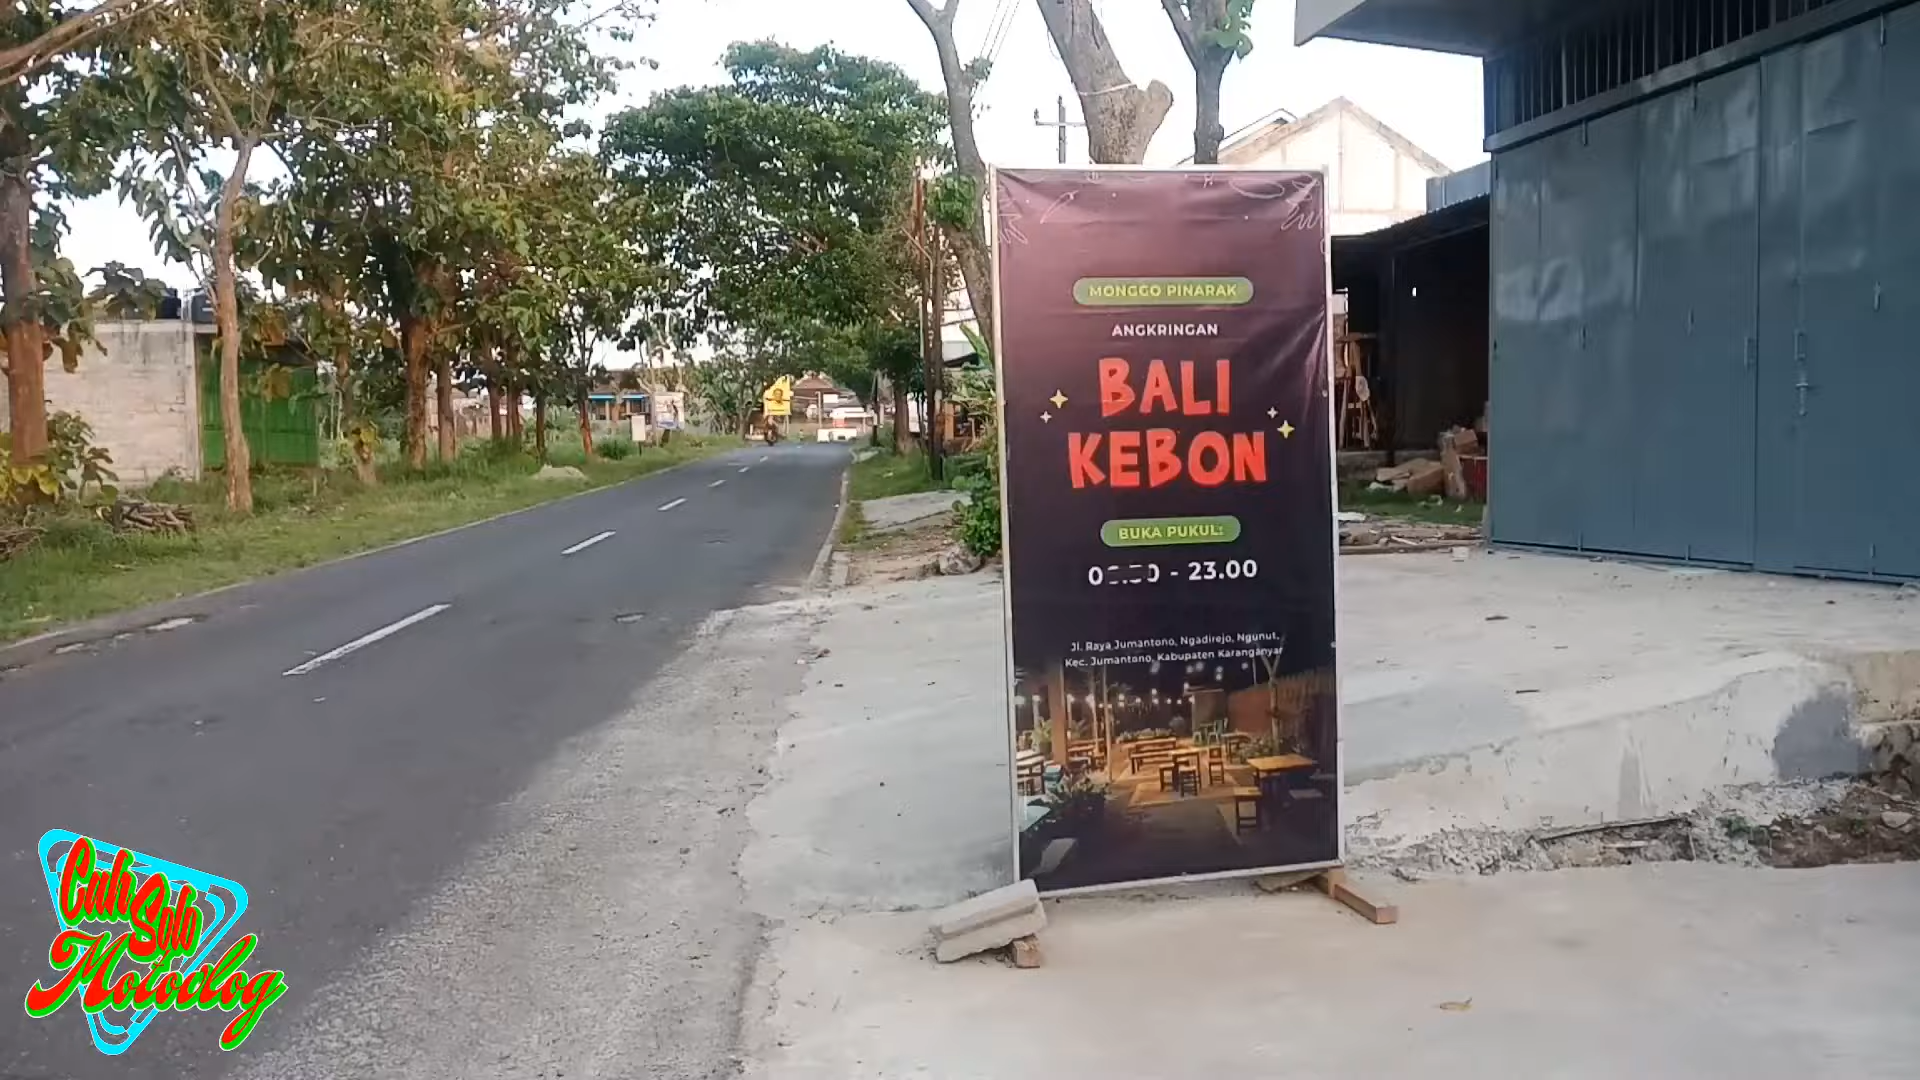 MONGGO PINARAK
ANGKRINGAN
BALI
KEBON
BUKA PUKUL:
- 23.00
Jl. Raya Jumantono, Ngadirejo, Ngunut,
Kec. Jumantono, Kabupaten Karanganyar
Cah
Solo
Motovlog